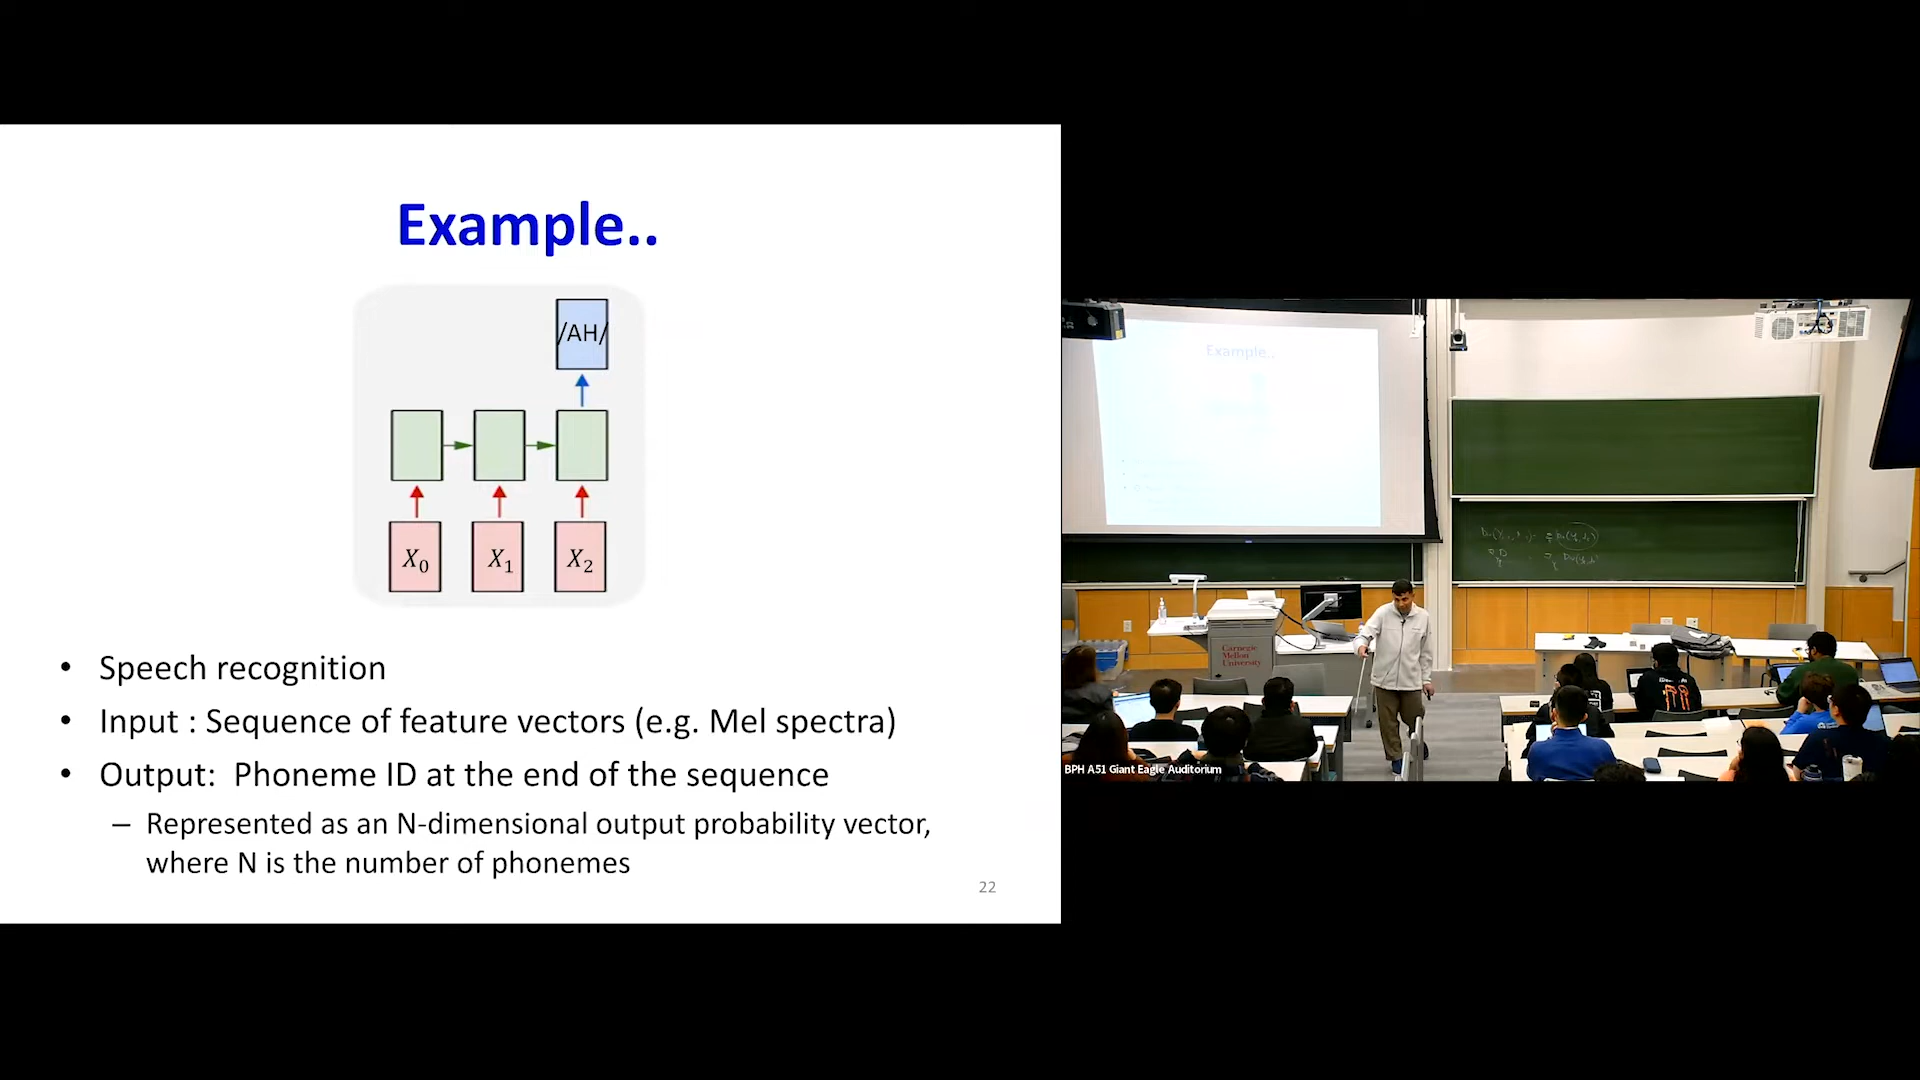 Example..
/AH/
X0 X1 X2
• Speech recognition
• Input : Sequence of feature vectors (e.g. Mel spectra)
• Output: Phoneme ID at the end of the sequence
– Represented as an N-dimensional output probability vector,
where N is the number of phonemes
22
Example..
Carnegie
Mellon
University
BPH A51 Giant Eagle Auditorium